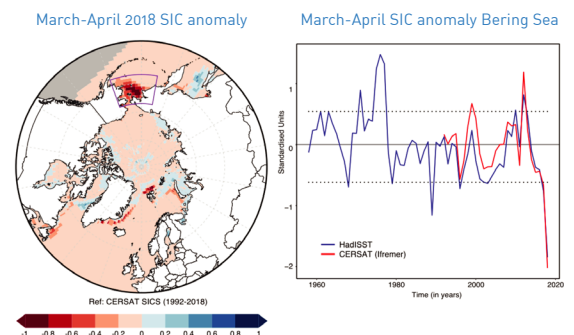 March-April 2018 SIC anomaly
March-April SIC anomaly Bering Sea
Ref: CERSAT SICS (1992-2018)
-1 -0.8 -0.6 -0.4 -0.2 0 0.2 0.4 0.6 0.8 1
Standardised Units
1
0
−1
−2
HadISST
CERSAT (Ifremer)
1960 1980 2000 2020
Time (in years)